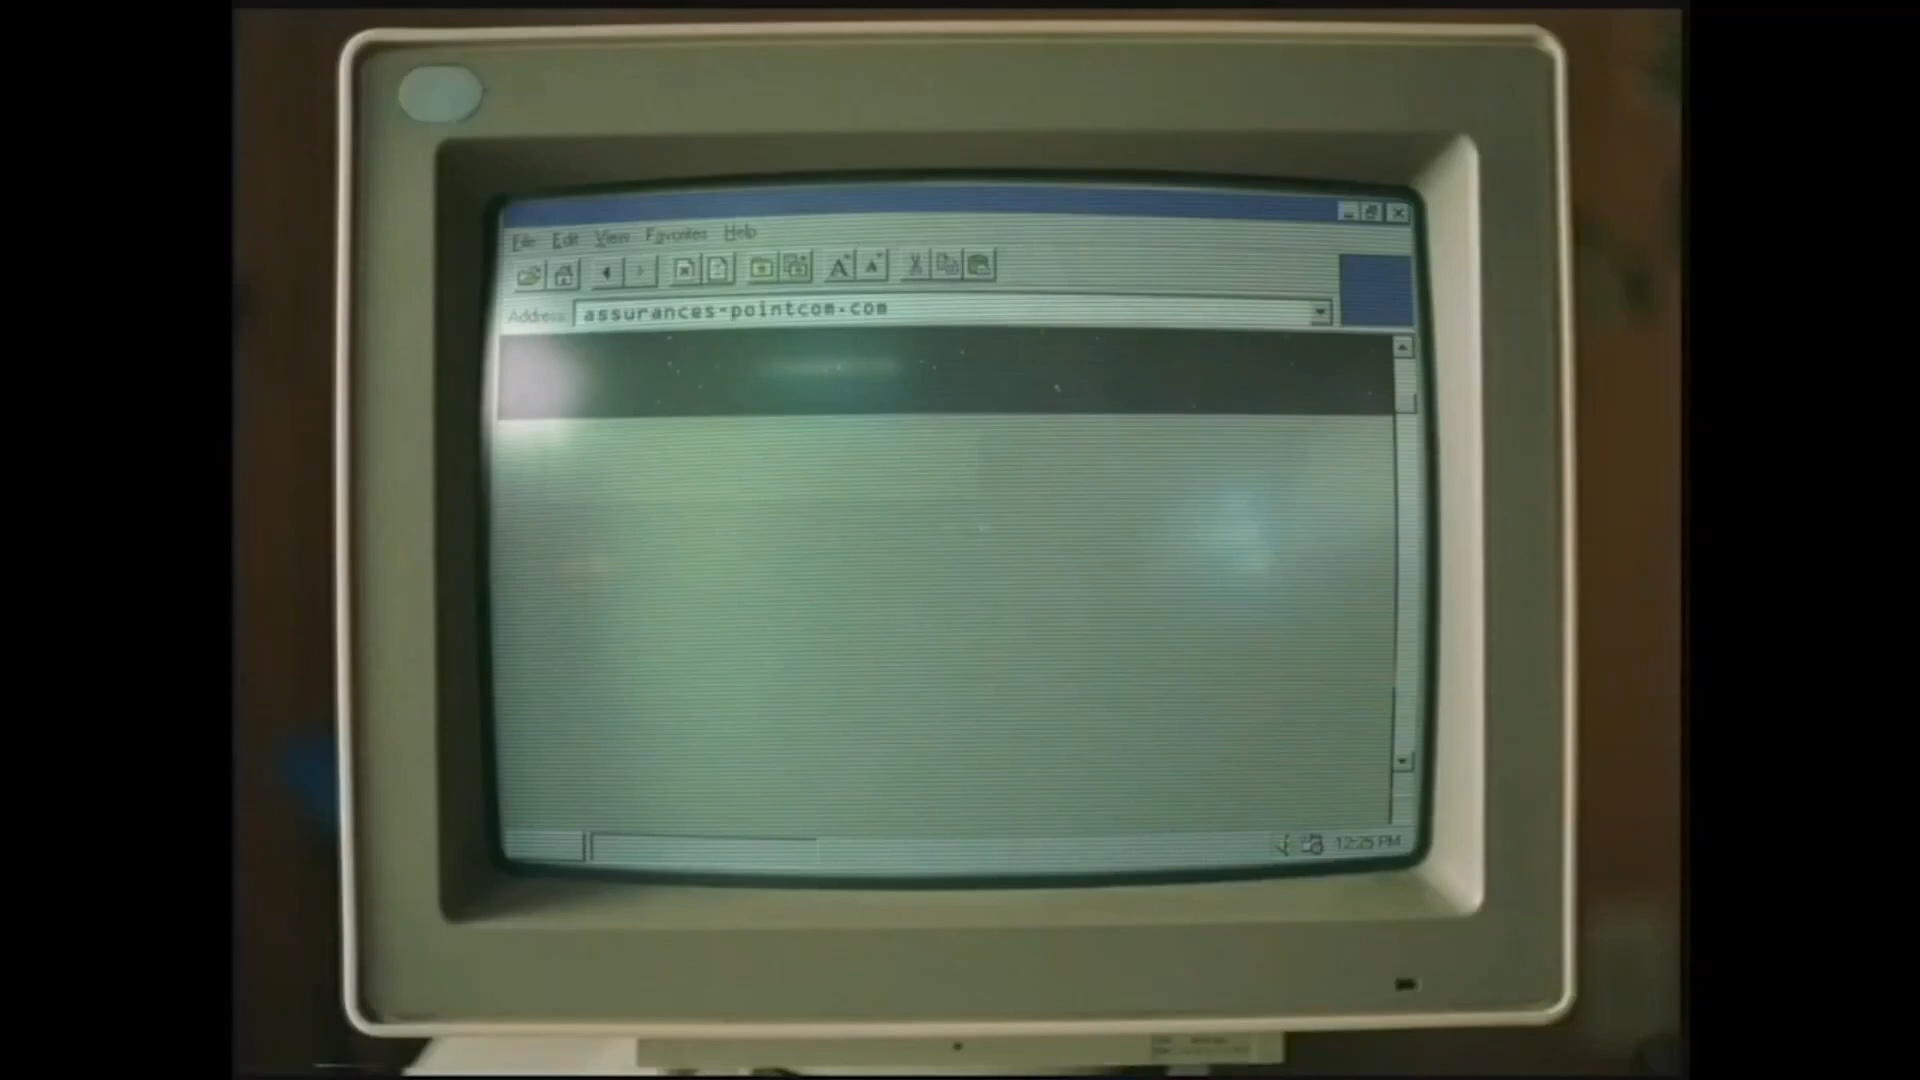 File Edit View Favorites Help
A A
Address: assurances-pointcom.com
12:25 PM